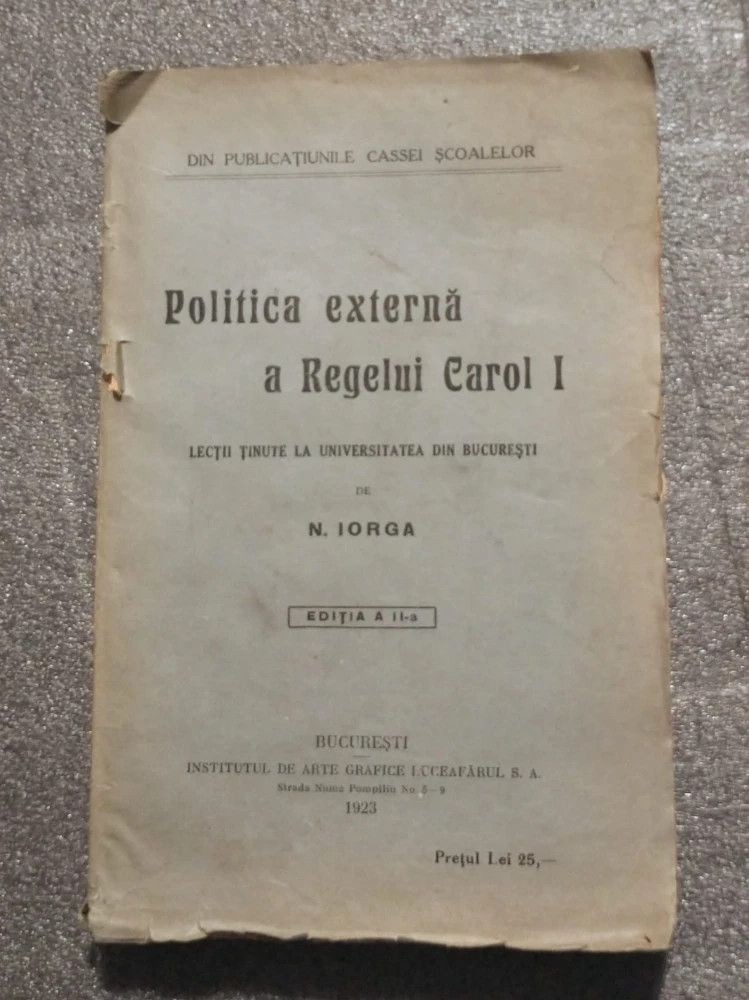 DIN PUBLICAȚIUNILE CASSEI ȘCOALELOR
Politica externă
a Regelui Carol I
LECȚII ȚINUTE LA UNIVERSITATEA DIN BUCUREȘTI
DE
N. IORGA
EDIȚIA A II-a
BUCUREȘTI
INSTITUTUL DE ARTE GRAFICE LUCEAFĂRUL S. A.
Strada Numa Pompiliu No 5-9
1923
Prețul Lei 25,—